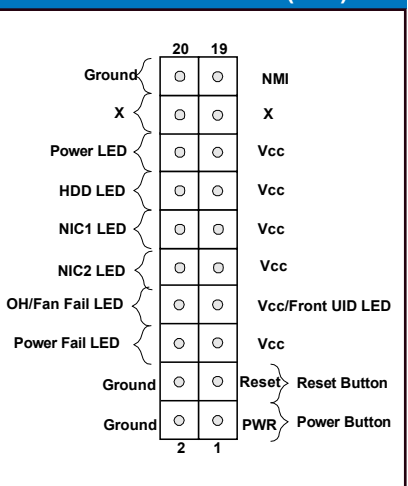 20 19
Ground NMI
X X
Power LED Vcc
HDD LED Vcc
NIC1 LED Vcc
NIC2 LED Vcc
OH/Fan Fail LED Vcc/Front UID LED
Power Fail LED Vcc
Ground Reset Reset Button
Ground PWR Power Button
2 1